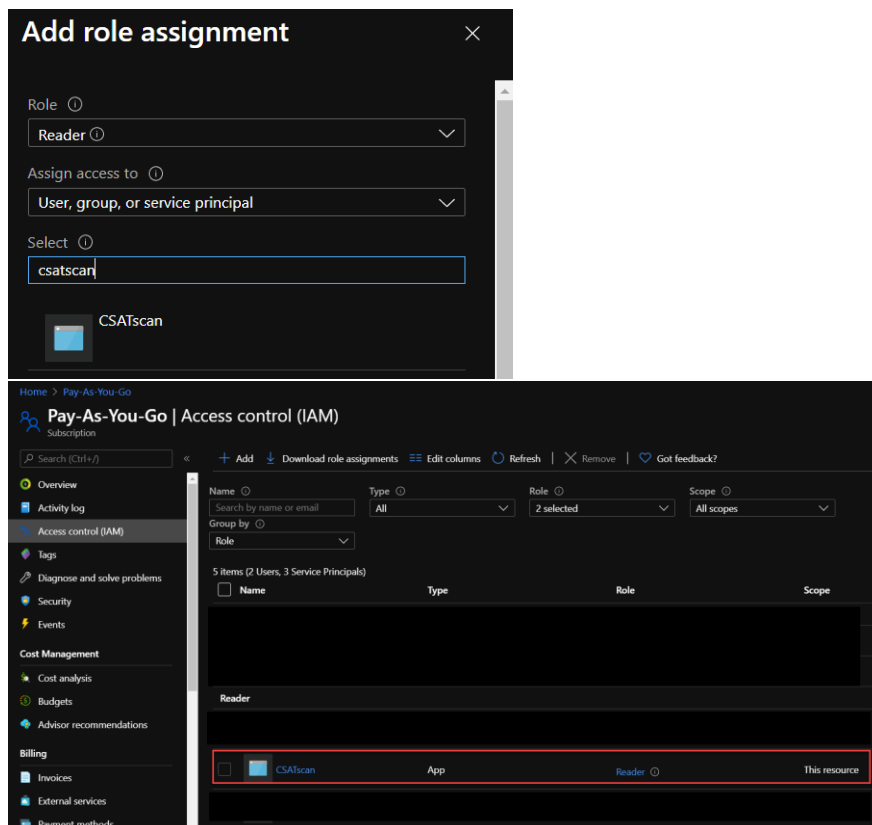 Add role assignment
Role
Reader
Assign access to
User, group, or service principal
Select
csatscan
CSATscan
Home > Pay-As-You-Go
Pay-As-You-Go | Access control (IAM)
Subscription
Search (Ctrl+/)
«
Add
Download role assignments
Edit columns
Refresh
Remove
Got feedback?
Overview
Activity log
Access control (IAM)
Tags
Diagnose and solve problems
Security
Events
Cost Management
Cost analysis
Budgets
Advisor recommendations
Billing
Invoices
External services
Payment methods
Name
Type
Role
Scope
Search by name or email
All
2 selected
All scopes
Group by
Role
5 items (2 Users, 3 Service Principals)
Name Type Role Scope
Reader
CSATscan App Reader This resource